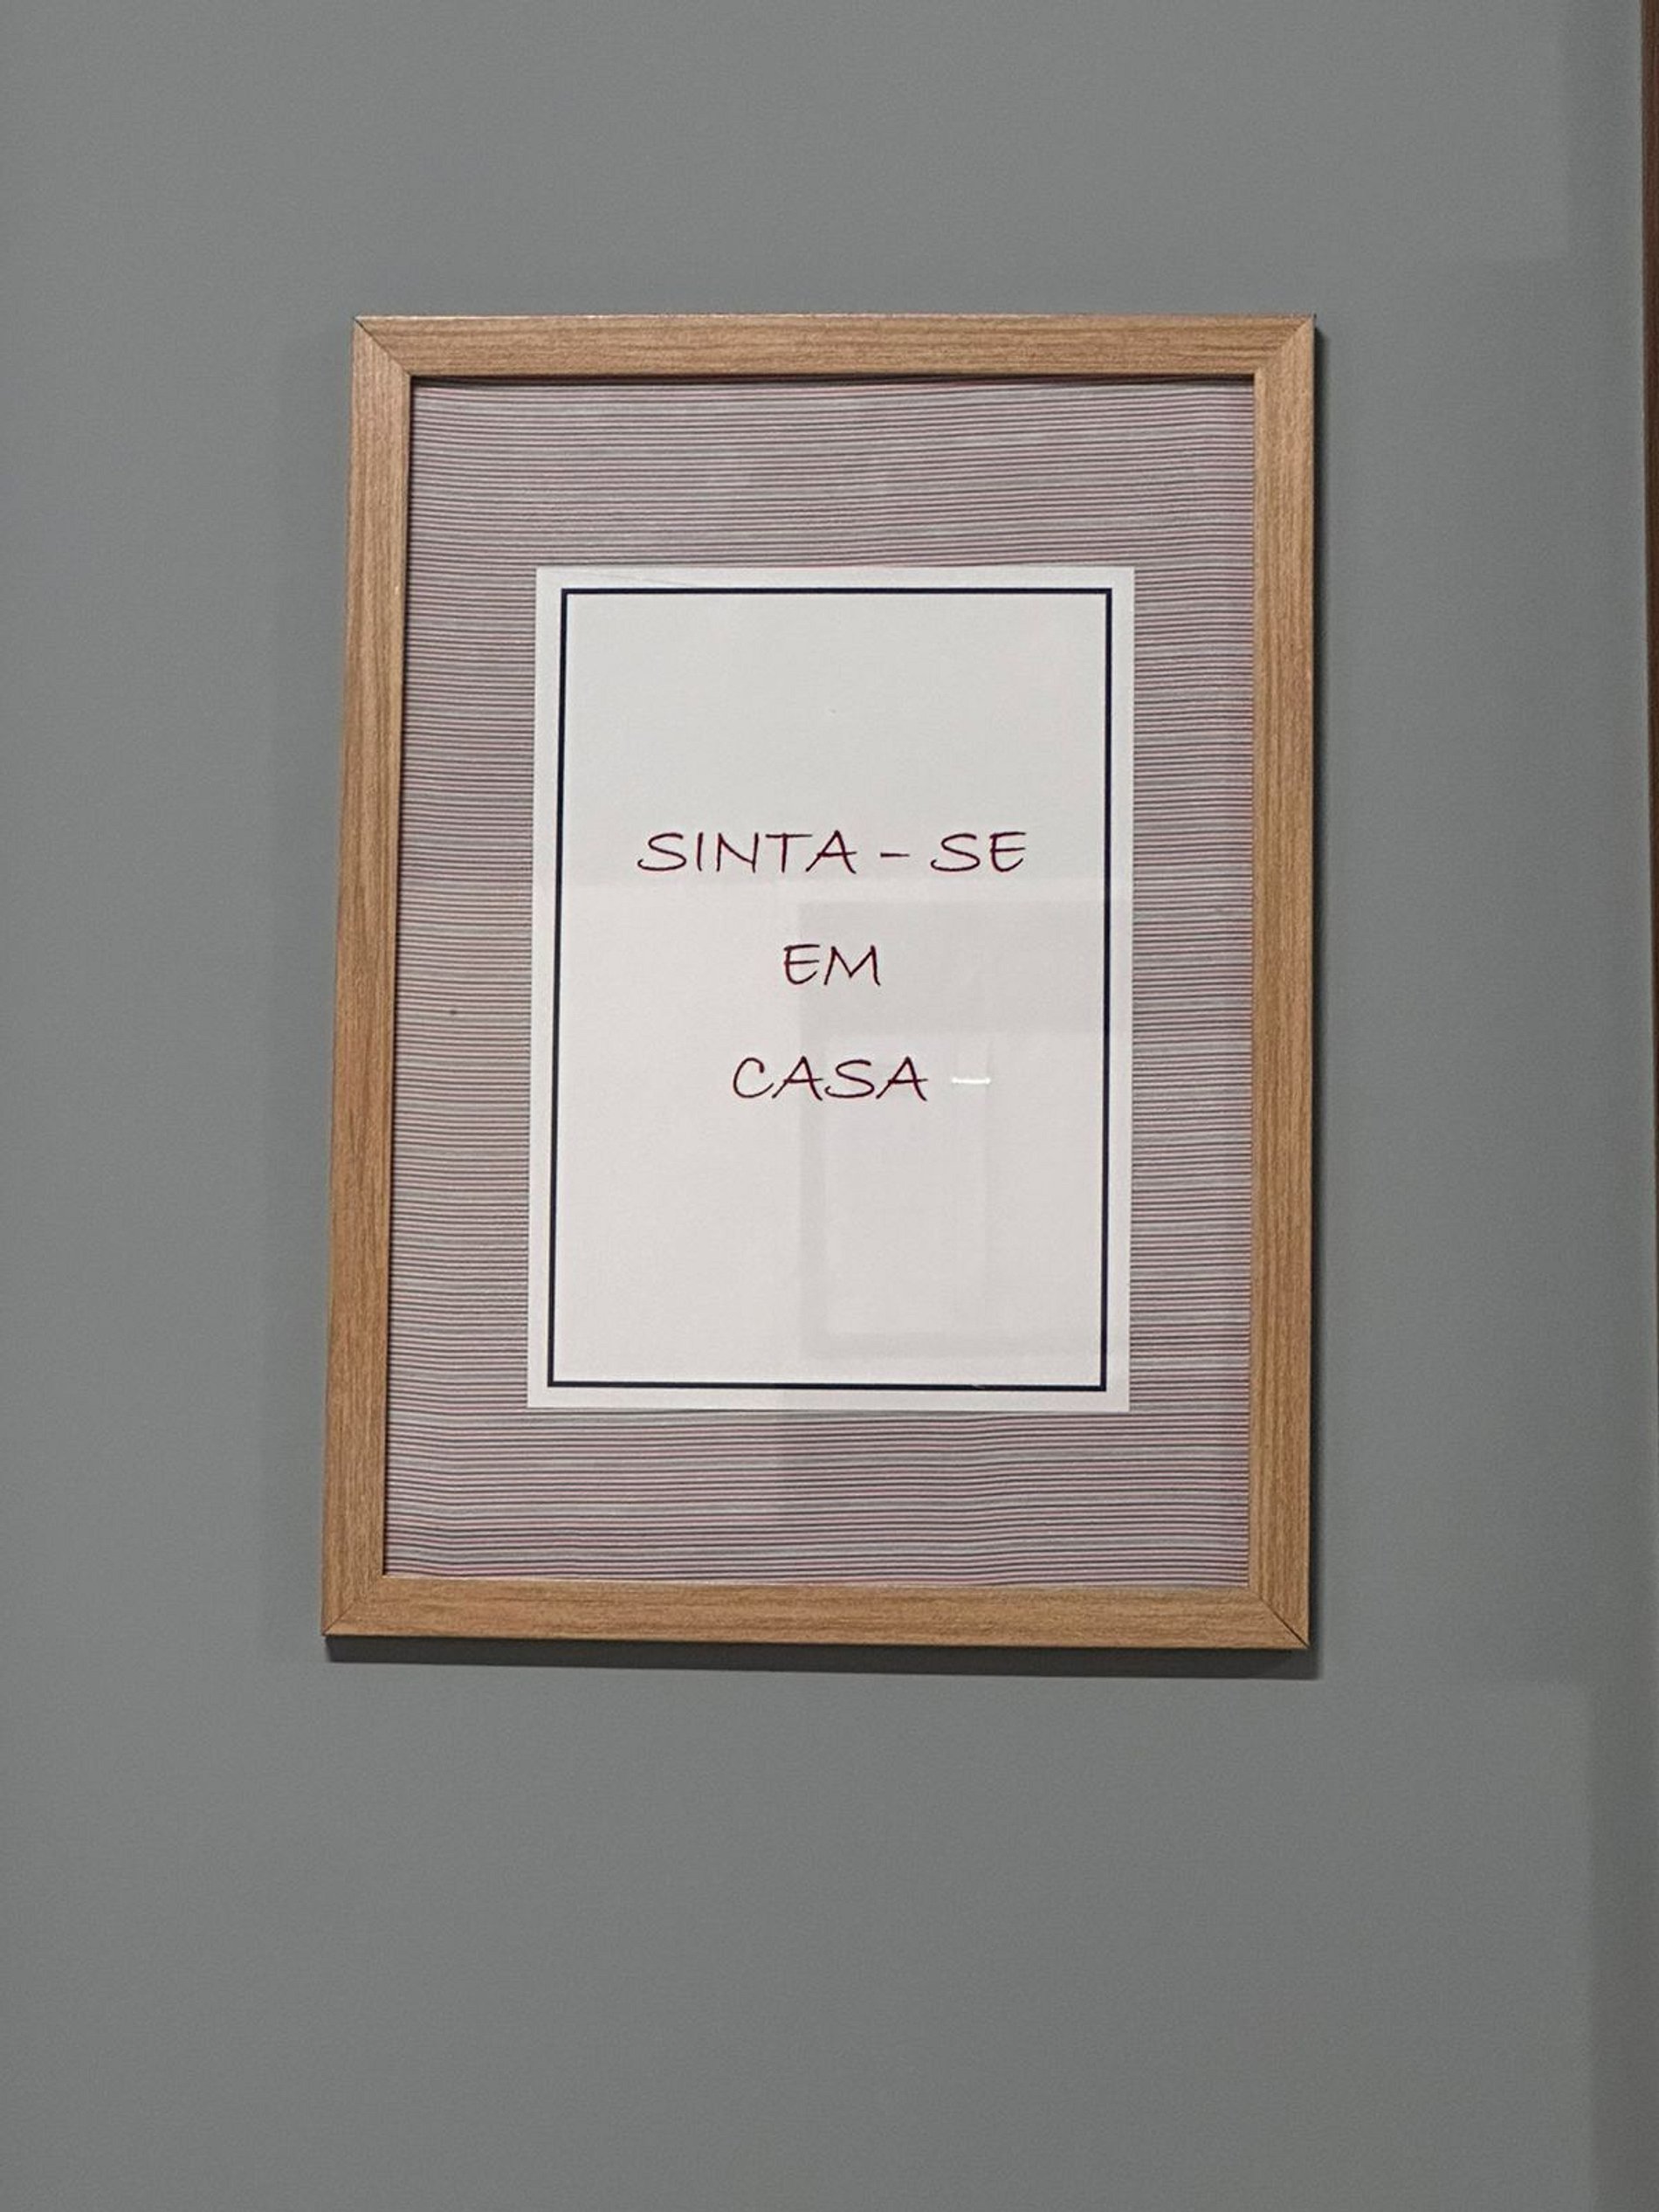 SINTA - SE
EM
CASA